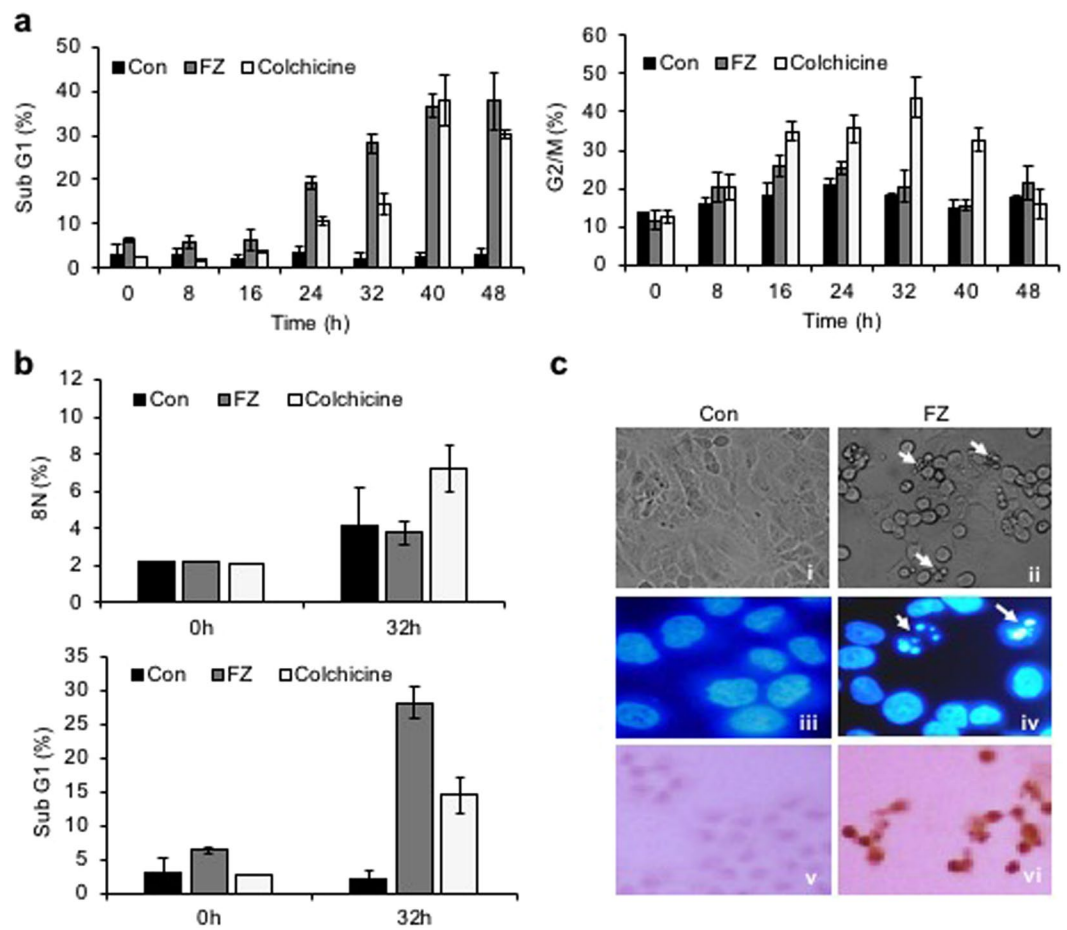 a
50
40
30
20
10
0
Sub G1 (%)
Con FZ Colchicine
0 8 16 24 32 40 48
Time (h)
60
50
40
30
20
10
0
G2/M (%)
Con FZ Colchicine
0 8 16 24 32 40 48
Time (h)
b
12
10
8
6
4
2
0
8N (%)
Con FZ Colchicine
0h 32h
35
30
25
20
15
10
5
0
Sub G1 (%)
Con FZ Colchicine
0h 32h
c
Con FZ
i ii
iii iv
v vi